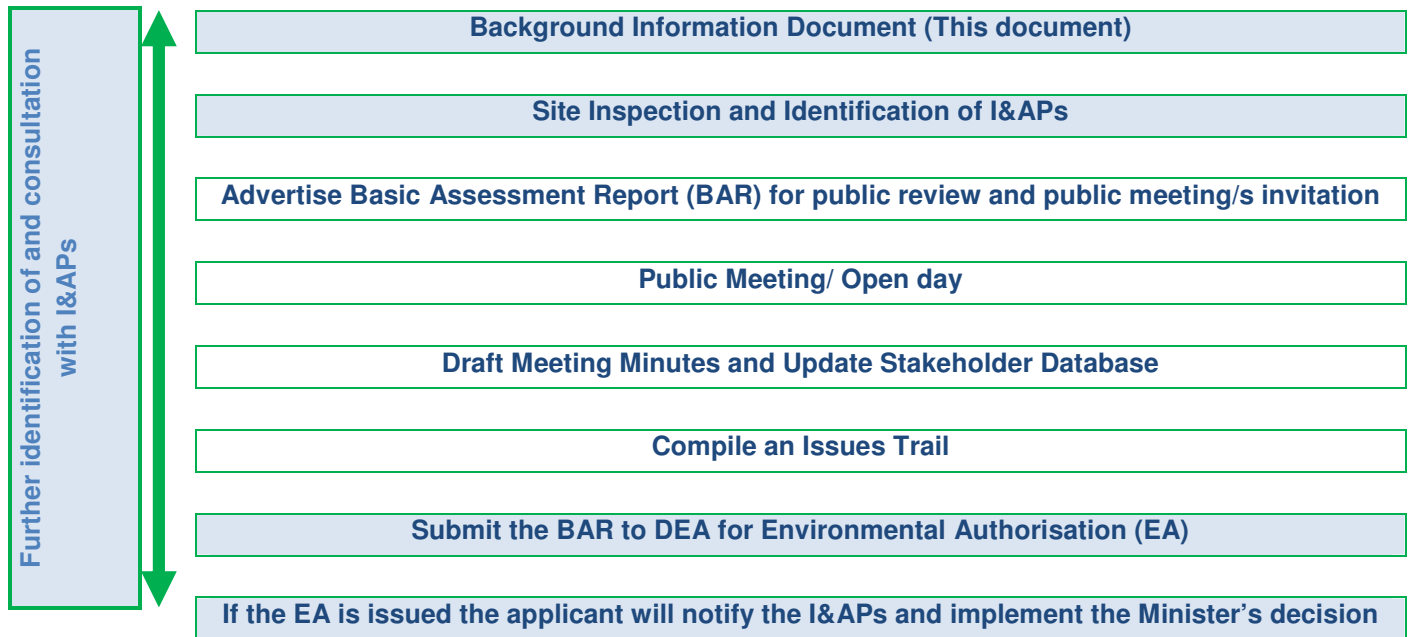 Further identification of and consultation
with I&APs
Background Information Document (This document)
Site Inspection and Identification of I&APs
Advertise Basic Assessment Report (BAR) for public review and public meeting/s invitation
Public Meeting/ Open day
Draft Meeting Minutes and Update Stakeholder Database
Compile an Issues Trail
Submit the BAR to DEA for Environmental Authorisation (EA)
If the EA is issued the applicant will notify the I&APs and implement the Minister’s decision